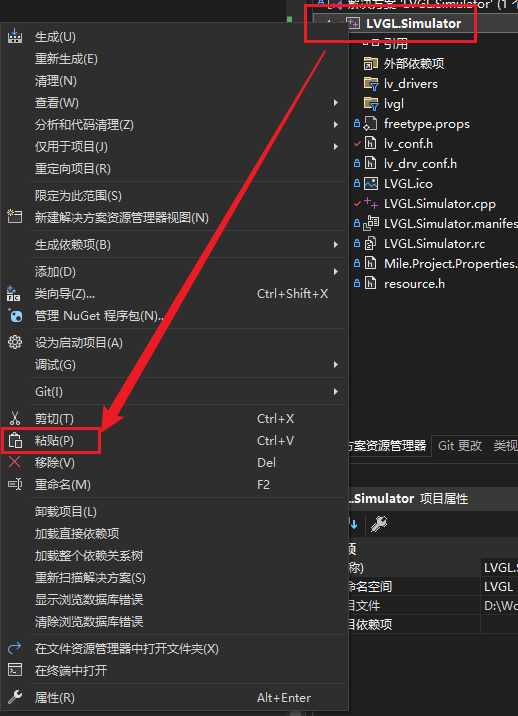 生成(U)
重新生成(E)
清理(N)
查看(W)
分析和代码清理(Z)
仅用于项目(J)
重定向项目(R)
限定为此范围(S)
新建解决方案资源管理器视图(N)
生成依赖项(B)
添加(D)
类向导(Z)... Ctrl+Shift+X
管理 NuGet 程序包(N)...
设为启动项目(A)
调试(G)
Git(I)
剪切(T) Ctrl+X
粘贴(P) Ctrl+V
移除(V) Del
重命名(M) F2
卸载项目(L)
加载直接依赖项
加载整个依赖关系树
重新扫描解决方案(S)
显示浏览数据库错误
清除浏览数据库错误
在文件资源管理器中打开文件夹(X)
在终端中打开
属性(R) Alt+Enter
解决方案 'LVGL.Simulator' (1 个
LVGL.Simulator
引用
外部依赖项
lv_drivers
lvgl
freetype.props
lv_conf.h
lv_drv_conf.h
LVGL.ico
LVGL.Simulator.cpp
LVGL.Simulator.manifes
LVGL.Simulator.rc
Mile.Project.Properties.
resource.h
方案资源管理器 Git 更改 类视
.Simulator 项目属性
项
称) LVGL.S
命名空间 LVGL
目文件 D:\Wo
目依赖项